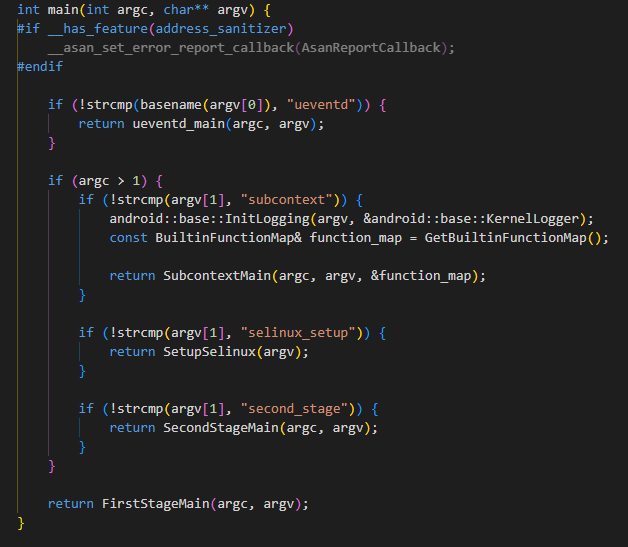 int main(int argc, char** argv) {
#if __has_feature(address_sanitizer)
    __asan_set_error_report_callback(AsanReportCallback);
#endif

    if (!strcmp(basename(argv[0]), "ueventd")) {
        return ueventd_main(argc, argv);
    }

    if (argc > 1) {
        if (!strcmp(argv[1], "subcontext")) {
            android::base::InitLogging(argv, &android::base::KernelLogger);
            const BuiltinFunctionMap& function_map = GetBuiltinFunctionMap();

            return SubcontextMain(argc, argv, &function_map);
        }

        if (!strcmp(argv[1], "selinux_setup")) {
            return SetupSelinux(argv);
        }

        if (!strcmp(argv[1], "second_stage")) {
            return SecondStageMain(argc, argv);
        }
    }

    return FirstStageMain(argc, argv);
}